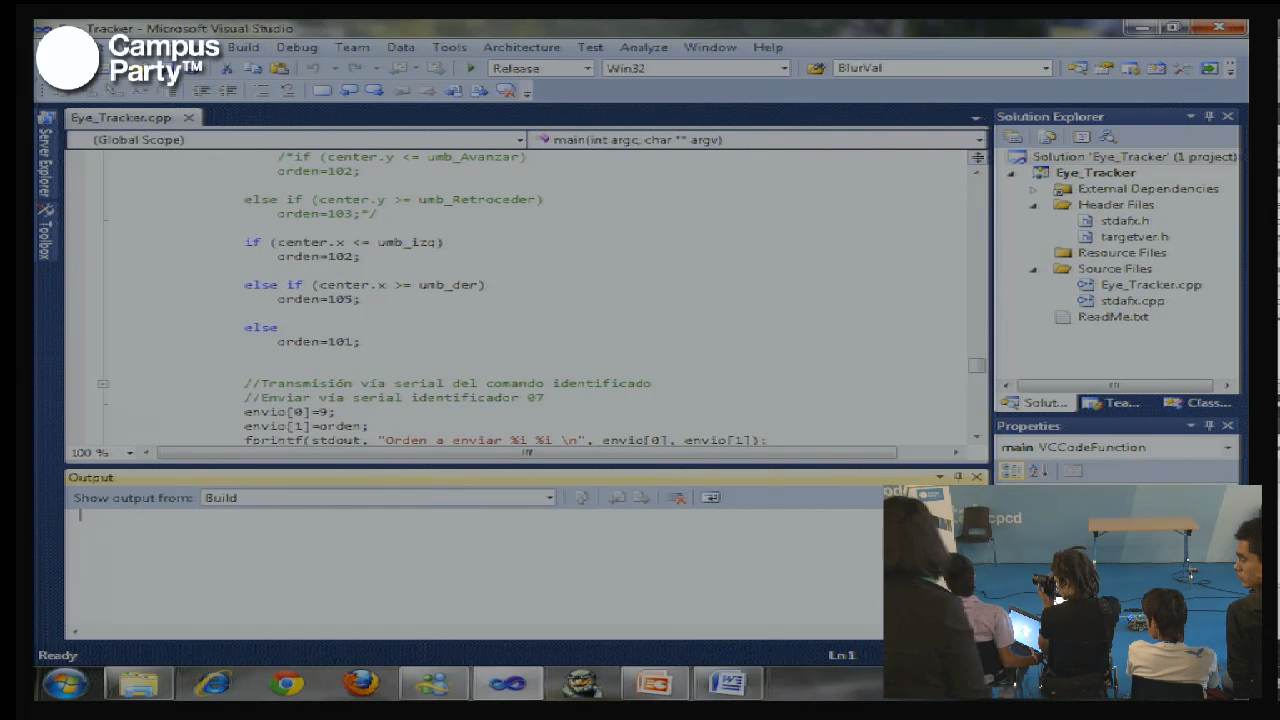 Tracker - Microsoft Visual Studio
Campus
Party™
Build Debug Team Data Tools Architecture Test Analyze Window Help
Release Win32 BlurVal
Eye_Tracker.cpp
(Global Scope) main(int argc, char ** argv)
/*if (center.y <= umb_Avanzar)
orden=102;
else if (center.y >= umb_Retroceder)
orden=103;*/
if (center.x <= umb_izq)
orden=102;
else if (center.x >= umb_der)
orden=105;
else
orden=101;
//Transmisión vía serial del comando identificado
//Enviar vía serial identificador 07
envio[0]=9;
envio[1]=orden;
fprintf(stdout, "Orden a enviar %i %i \n", envio[0], envio[1]);
100 %
Server Explorer
Toolbox
Solution Explorer
Solution 'Eye_Tracker' (1 project)
Eye_Tracker
External Dependencies
Header Files
stdafx.h
targetver.h
Resource Files
Source Files
Eye_Tracker.cpp
stdafx.cpp
ReadMe.txt
Solut... Tea... Class...
Properties
main VCCodeFunction
Output
Show output from: Build
cpcd
Ready Ln 1